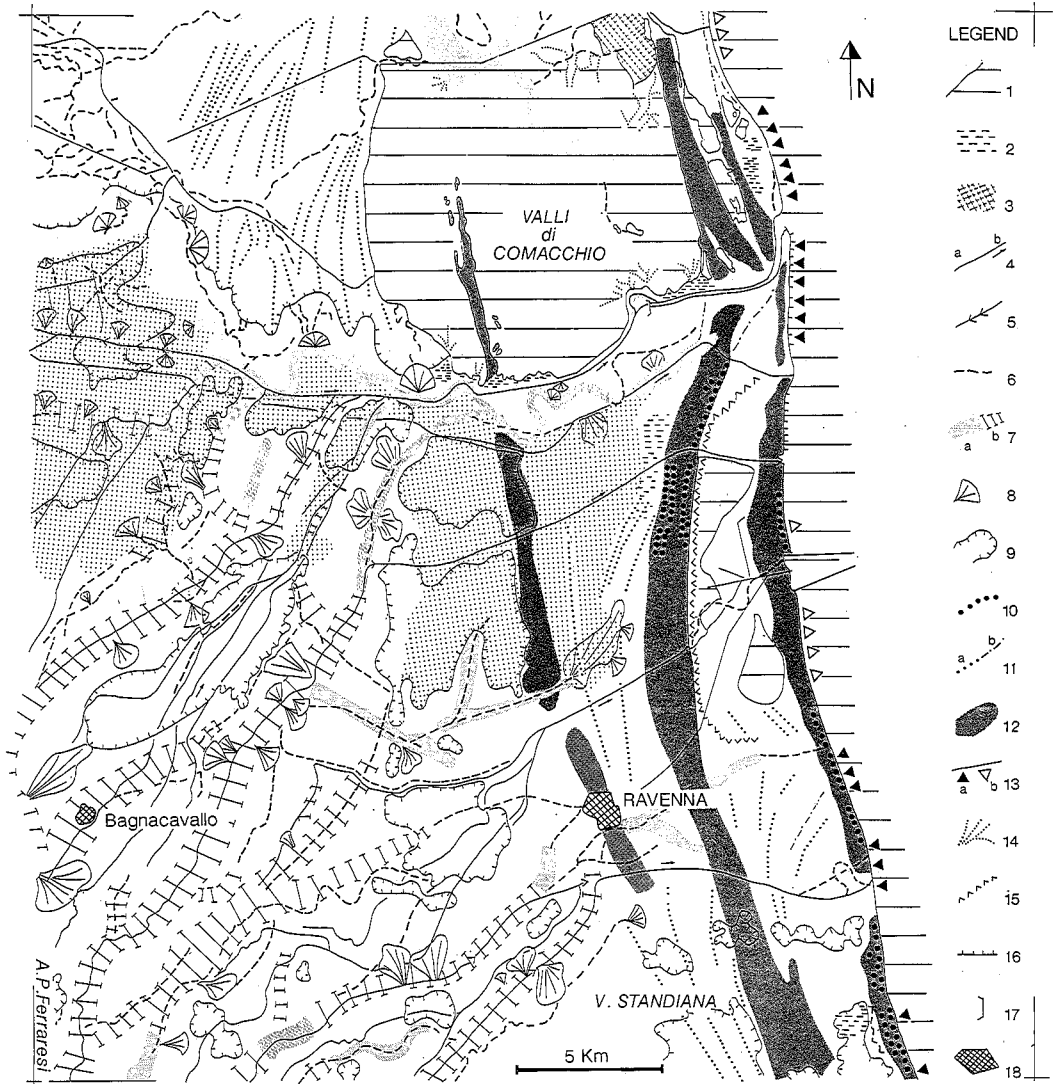 LEGEND
N
1
2
3
a b 4
5
6
a b 7
8
9
10
a b 11
12
a b 13
14
15
16
17
18
VALLI
di
COMACCHIO
RAVENNA
Bagnacavallo
V. STANDIANA
5 Km
A.P.Ferraresi